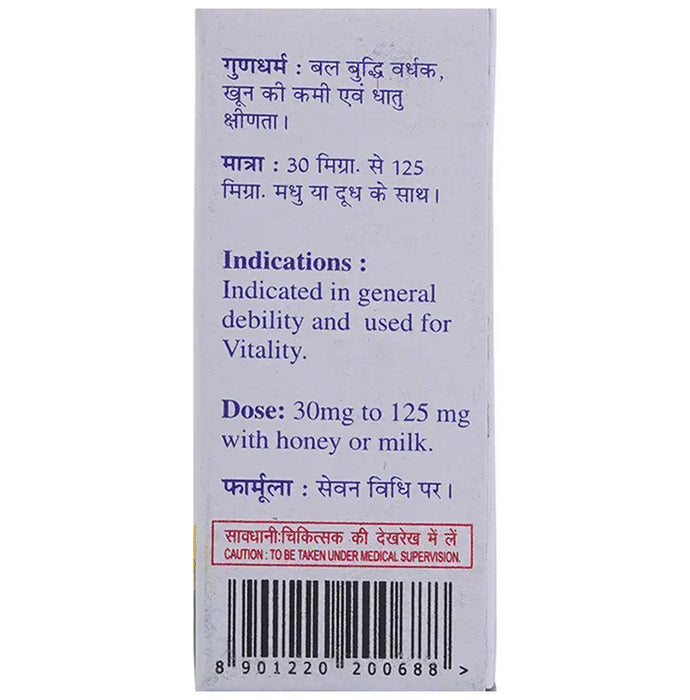 गुणधर्म : बल बुद्धि वर्धक,
खून की कमी एवं धातु
क्षीणता।
मात्रा : 30 मिग्रा. से 125
मिग्रा. मधु या दूध के साथ।
Indications :
Indicated in general
debility and used for
Vitality.
Dose: 30mg to 125 mg
with honey or milk.
फार्मूला : सेवन विधि पर।
सावधानी:चिकित्सक की देखरेख में लें
CAUTION : TO BE TAKEN UNDER MEDICAL SUPERVISION.
8 901220 200688 >